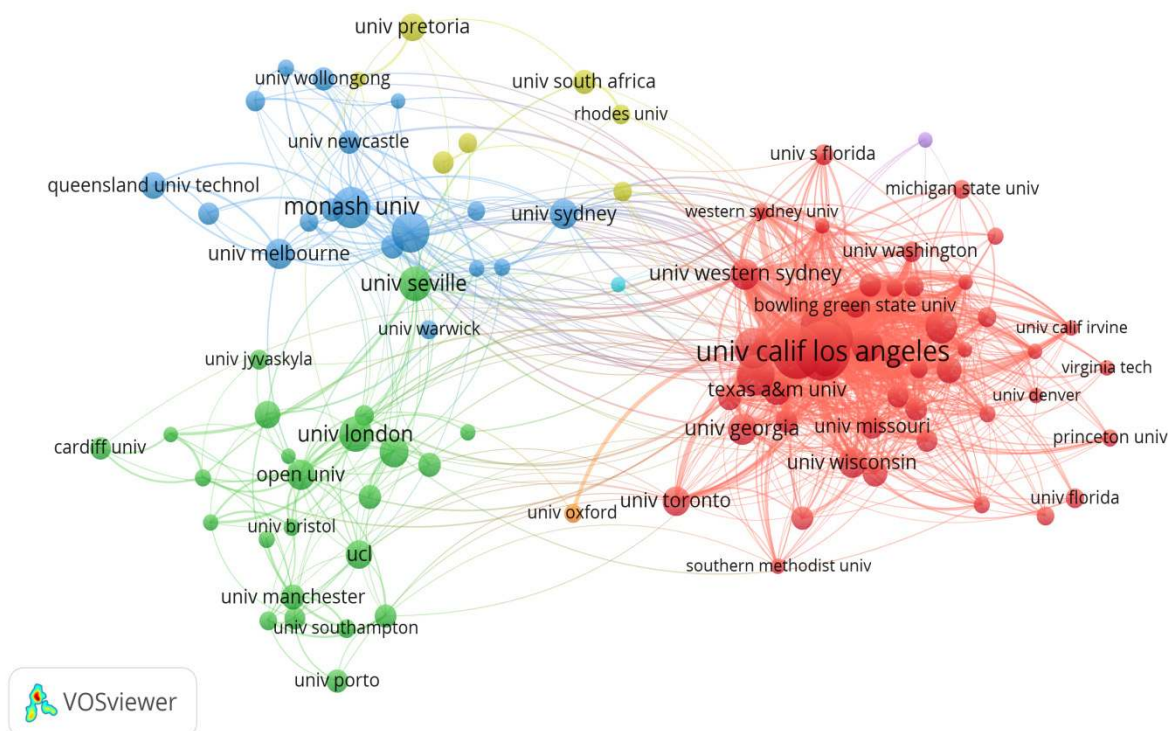 univ pretoria
univ wollongong
univ south africa
rhodes univ
univ newcastle
univ s florida
queensland univ technol
michigan state univ
monash univ
univ sydney
western sydney univ
univ melbourne
univ washington
univ western sydney
univ seville
bowling green state univ
univ warwick
univ calif irvine
univ jyvaskyla
univ calif los angeles
virginia tech
texas a&m univ
univ denver
univ london
univ georgia
univ missouri
princeton univ
cardiff univ
open univ
univ wisconsin
univ toronto
univ florida
univ oxford
univ bristol
ucl
southern methodist univ
univ manchester
univ southampton
univ porto
VOSviewer